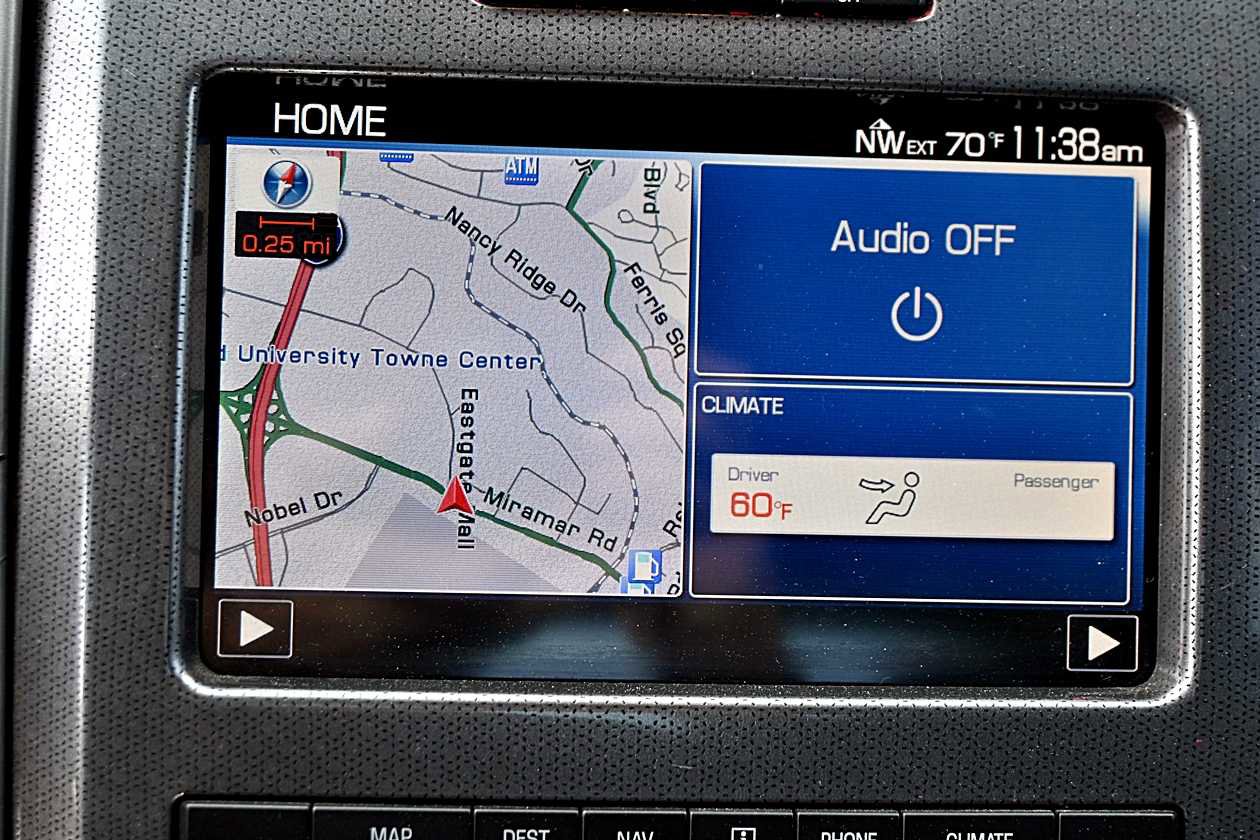 HOME
NW EXT 70°F 11:38am
ATM
Blvd
0.25 mi
Nancy Ridge Dr
Ferris Sq
Audio OFF
University Towne Center
Eastgate Mall
CLIMATE
Driver
Passenger
60°F
Nobel Dr
Miramar Rd
MAP
DEST
NAV
PHONE
CLIMATE